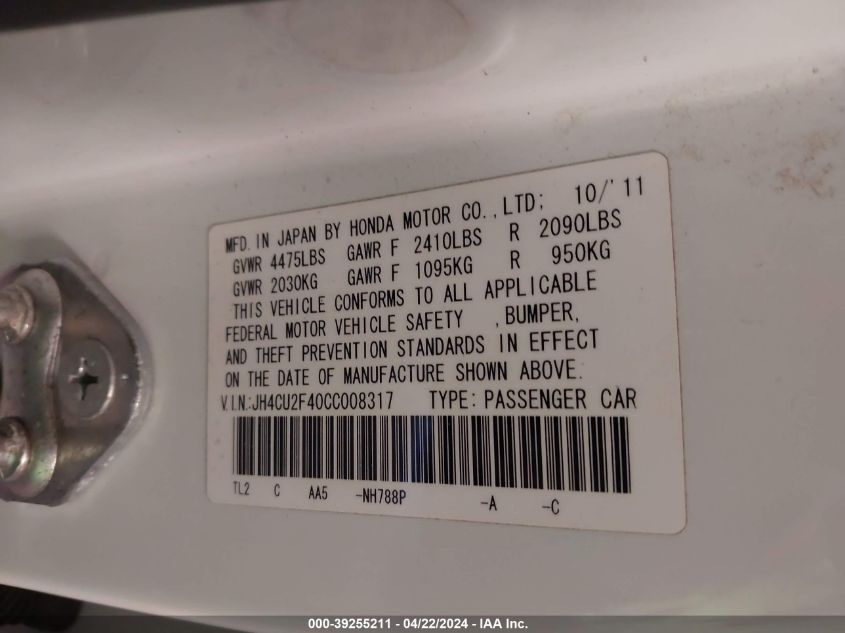 MFD. IN JAPAN BY HONDA MOTOR CO.,LTD; 10/'11
GVWR 4475LBS GAWR F 2410LBS R 2090LBS
GVWR 2030KG GAWR F 1095KG R 950KG
THIS VEHICLE CONFORMS TO ALL APPLICABLE
FEDERAL MOTOR VEHICLE SAFETY ,BUMPER,
AND THEFT PREVENTION STANDARDS IN EFFECT
ON THE DATE OF MANUFACTURE SHOWN ABOVE.
V.I.N.:JH4CU2F40CC008317 TYPE: PASSENGER CAR
TL2 C AA5 -NH788P -A -C
000-39255211 - 04/22/2024 - IAA Inc.